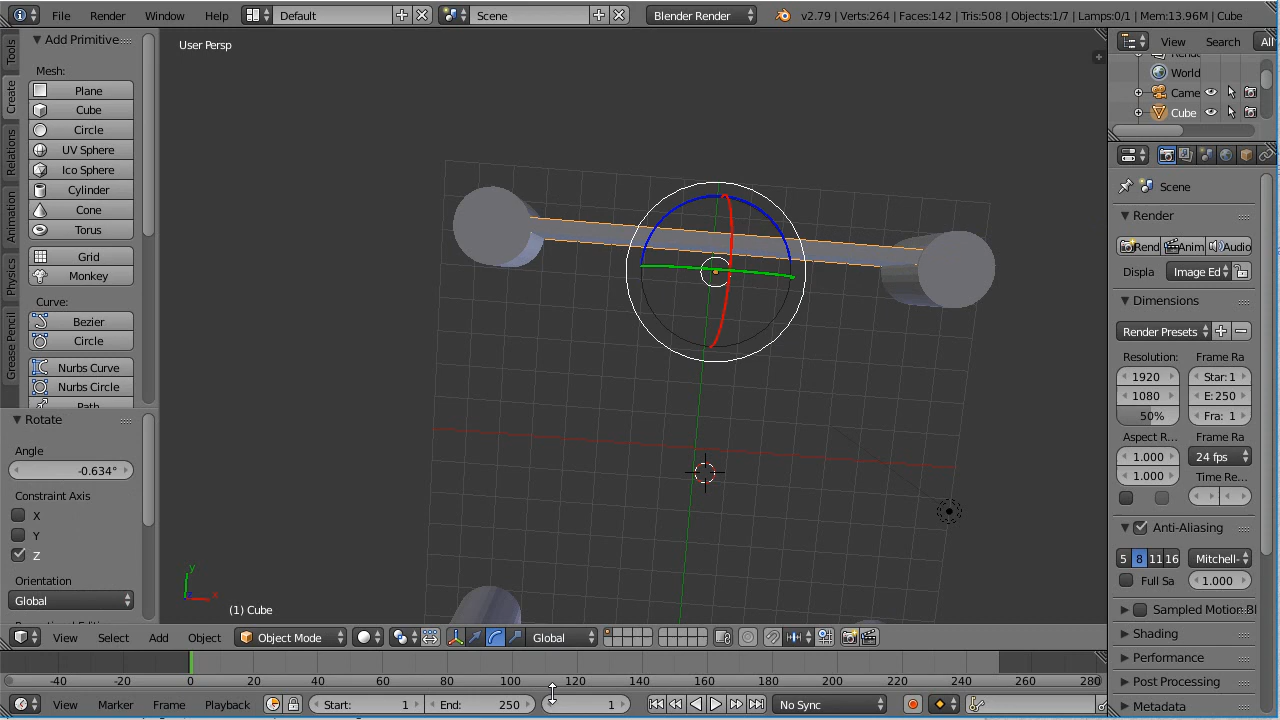 File Render Window Help Default Scene Blender Render v2.79 | Verts:264 | Faces:142 | Tris:508 | Objects:1/7 | Lamps:0/1 | Mem:13.96M | Cube
Tools
Create
Relations
Animation
Physics
Grease Pencil
Add Primitive
Mesh:
Plane
Cube
Circle
UV Sphere
Ico Sphere
Cylinder
Cone
Torus
Grid
Monkey
Curve:
Bezier
Circle
Nurbs Curve
Nurbs Circle
Path
Rotate
Angle
-0.634°
Constraint Axis
X
Y
Z
Orientation
Global
User Persp
y
x
(1) Cube
View Select Add Object Object Mode Global
-40 -20 0 20 40 60 80 100 120 140 160 180 200 220 240 260 280
View Marker Frame Playback Start: 1 End: 250 1 No Sync
View Search All
World
Came
Cube
Scene
Render
Rend Anim Audio
Displa Image Ed
Dimensions
Render Presets
Resolution: Frame Ra
1920 Star:1
1080 E:250
50% Fra: 1
Aspect R... Frame Ra
1.000 24 fps
1.000 Time Re...
Anti-Aliasing
5 8 11 16 Mitchell-
Full Sa 1.000
Sampled Motion Bl
Shading
Performance
Post Processing
Metadata